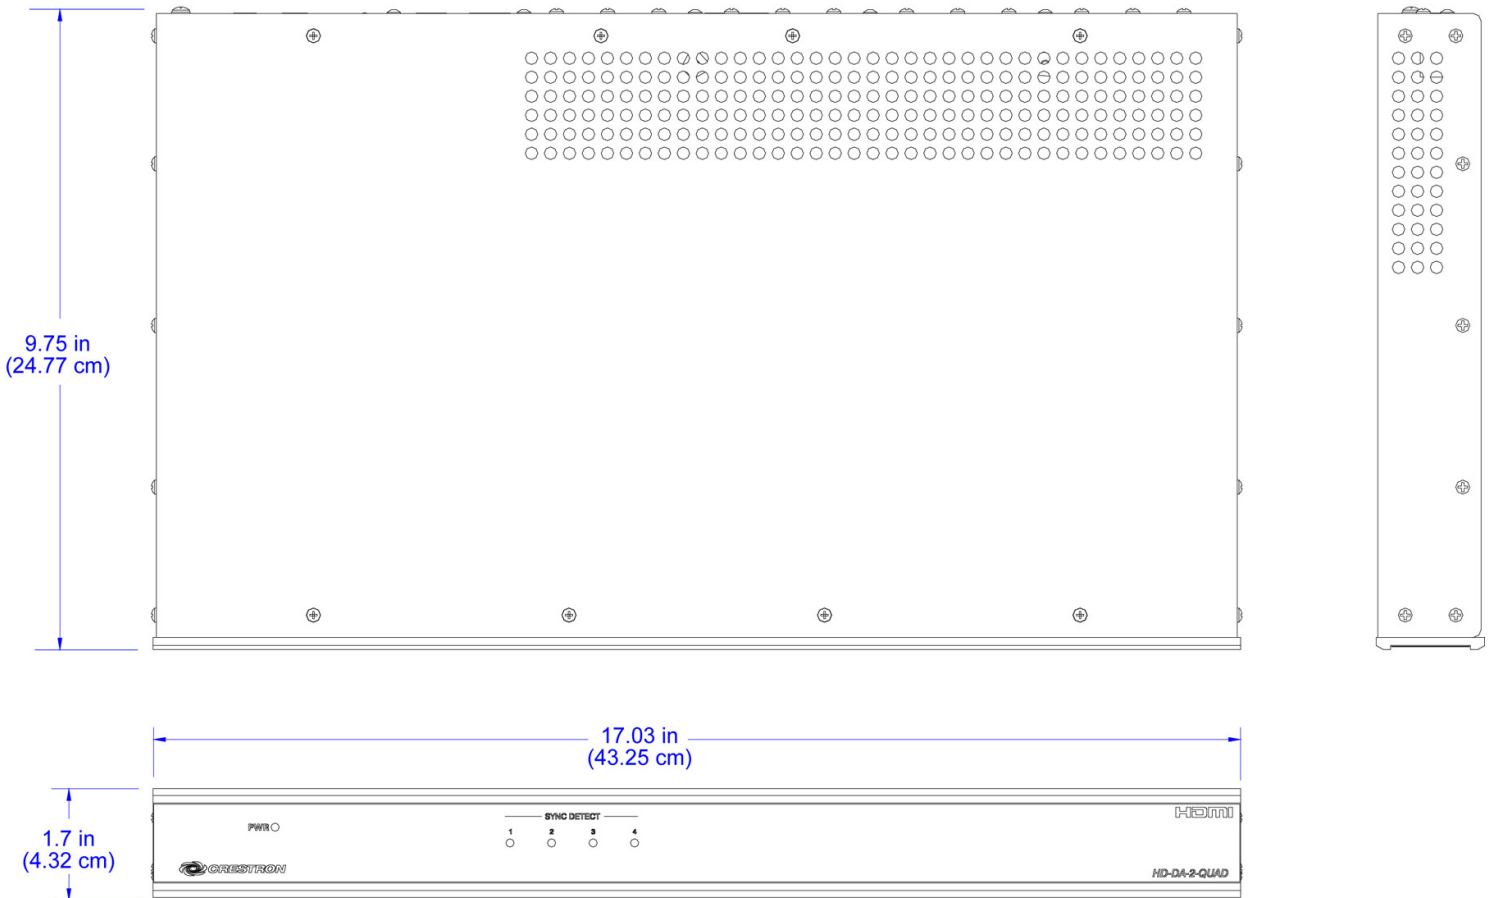 9.75 in
(24.77 cm)
17.03 in
(43.25 cm)
1.7 in
(4.32 cm)
PWR
SYNC DETECT
1 2 3 4
HDMI
CRESTRON
HD-DA-2-QUAD